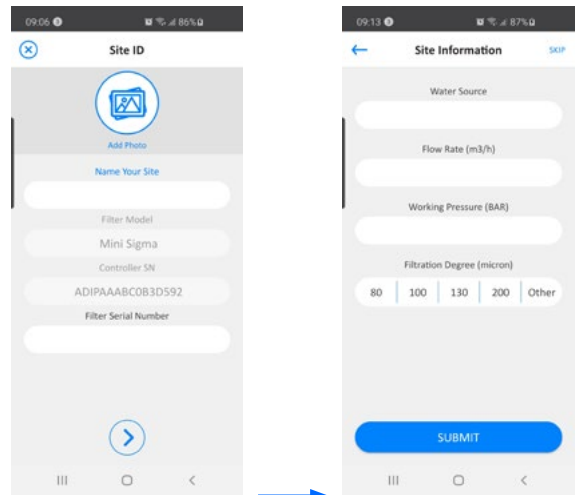 09:06
86%
Site ID
Add Photo
Name Your Site
Filter Model
Mini Sigma
Controller SN
ADIPAAABC0B3D592
Filter Serial Number
09:13
87%
Site Information
SKIP
Water Source
Flow Rate (m3/h)
Working Pressure (BAR)
Filtration Degree (micron)
80 100 130 200 Other
SUBMIT